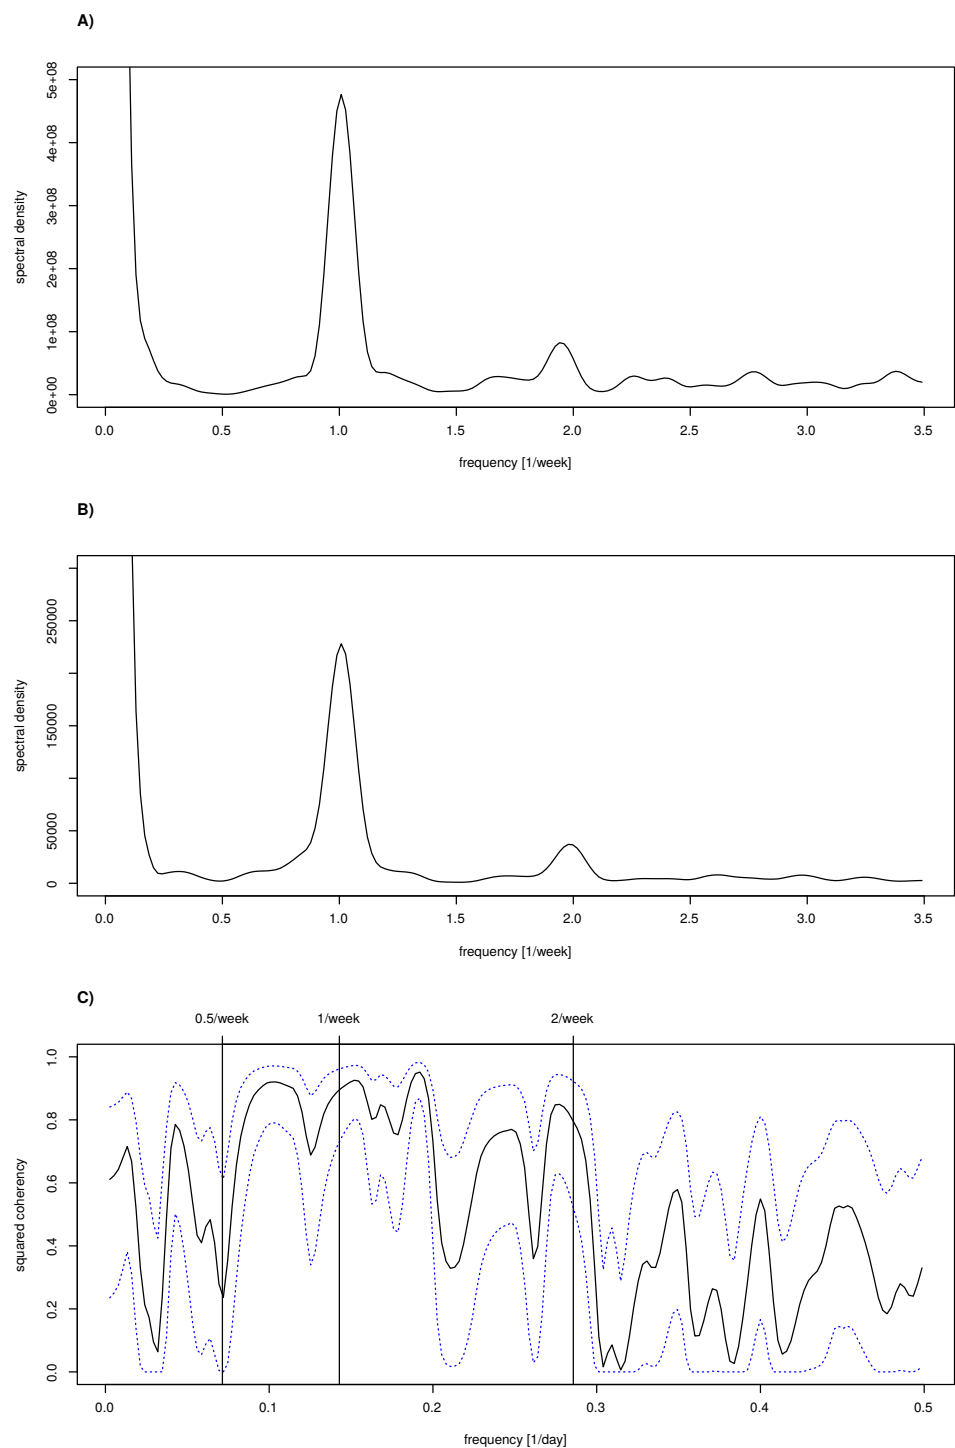 A)
5e+08
4e+08
3e+08
2e+08
1e+08
0e+00
spectral density
0.0 0.5 1.0 1.5 2.0 2.5 3.0 3.5
frequency [1/week]
B)
250000
150000
50000
0
spectral density
0.0 0.5 1.0 1.5 2.0 2.5 3.0 3.5
frequency [1/week]
C)
0.5/week 1/week 2/week
1.0
0.8
0.6
0.4
0.2
0.0
squared coherency
0.0 0.1 0.2 0.3 0.4 0.5
frequency [1/day]